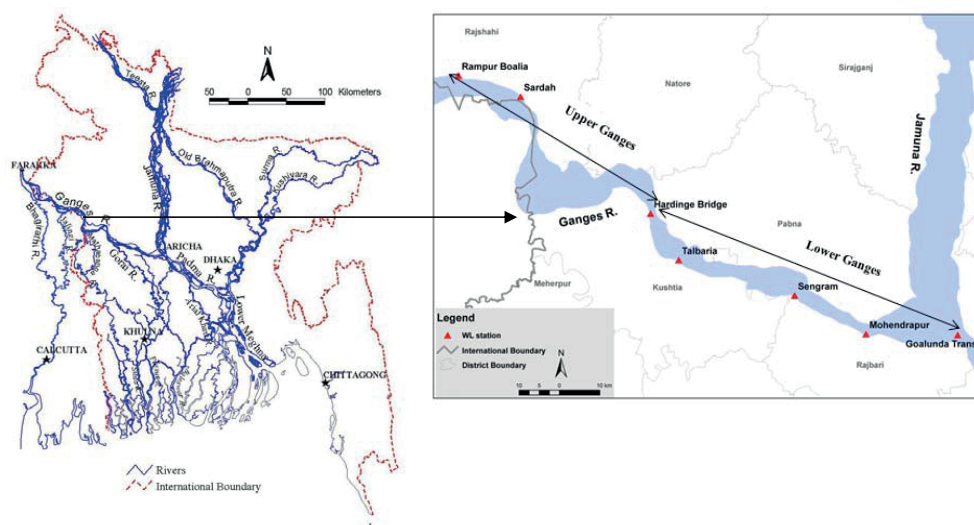 N
50 0 50 100 Kilometers
Teesta R.
Old Brahmaputra R.
Surma R.
Kushiyara R.
Jamuna R.
FARAKKA
Ganges R.
Bhagirathi R.
Gorai R.
ARICHA
Padma R.
DHAKA
Lower Meghna
KHULNA
CALCUTTA
CHITTAGONG
Rivers
International Boundary
Rajshahi
Rampur Boalia
Sardah
Natore
Sirajganj
Upper Ganges
Jamuna R.
Ganges R.
Hardinge Bridge
Pabna
Lower Ganges
Talbaria
Kushtia
Meherpur
Sengram
Mohendrapur
Goalunda Trans
Rajbari
Legend
WL station
International Boundary
District Boundary
N
10 5 0 10 km